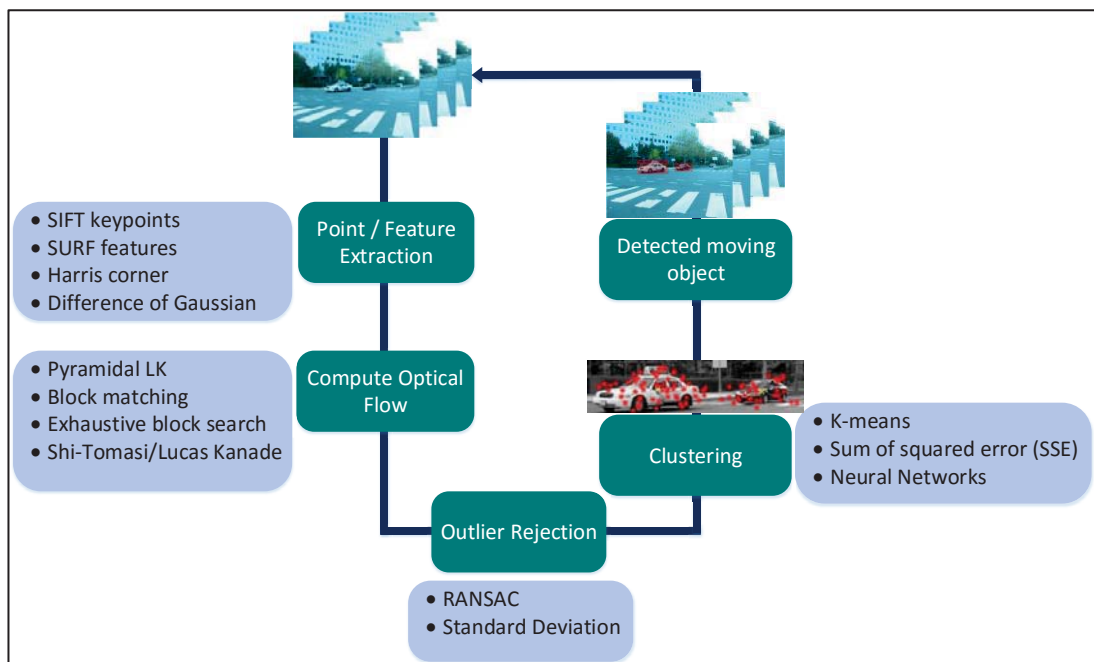 • SIFT keypoints
• SURF features
• Harris corner
• Difference of Gaussian
Point / Feature
Extraction
Detected moving
object
• Pyramidal LK
• Block matching
• Exhaustive block search
• Shi-Tomasi/Lucas Kanade
Compute Optical
Flow
Clustering
• K-means
• Sum of squared error (SSE)
• Neural Networks
Outlier Rejection
• RANSAC
• Standard Deviation